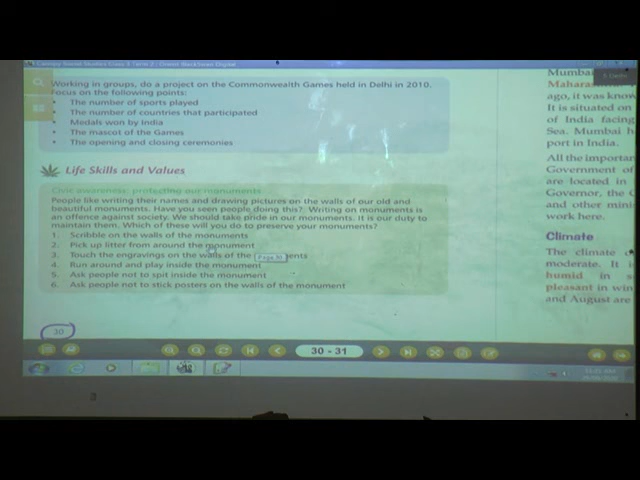 Working in groups, do a project on the Commonwealth Games held in Delhi in 2010.
Focus on the following points:
• The number of sports played
• The number of countries that participated
• Medals won by India
• The mascot of the Games
• The opening and closing ceremonies
Life Skills and Values
Civic awareness: protecting our monuments
People like writing their names and drawing pictures on the walls of our old and
beautiful monuments. Have you seen people doing this? Writing on monuments is
an offence against society. We should take pride in our monuments. It is our duty to
maintain them. Which of these will you do to preserve your monuments?
1. Scribble on the walls of the monuments
2. Pick up litter from around the monument
3. Touch the engravings on the walls of the ents
Page 30
4. Run around and play inside the monument
5. Ask people not to spit inside the monument
6. Ask people not to stick posters on the walls of the monument
30
Mumbai
Mahara
ago, it was know
It is situated on
of India facing
Sea. Mumbai h
port in India.
All the importan
Government of
are located in
Governor, the
and other minis
work here.
Climate
The climate o
moderate. It i
humid in s
pleasant in win
and August are
30 - 31